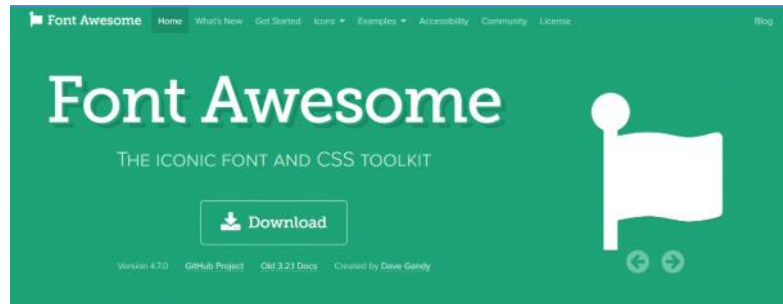 Font Awesome Home What's New Get Started Icons Examples Accessibility Community License Blog
Font Awesome
THE ICONIC FONT AND CSS TOOLKIT
Download
Version 4.7.0 GitHub Project Old 3.2.1 Docs Created by Dave Gandy